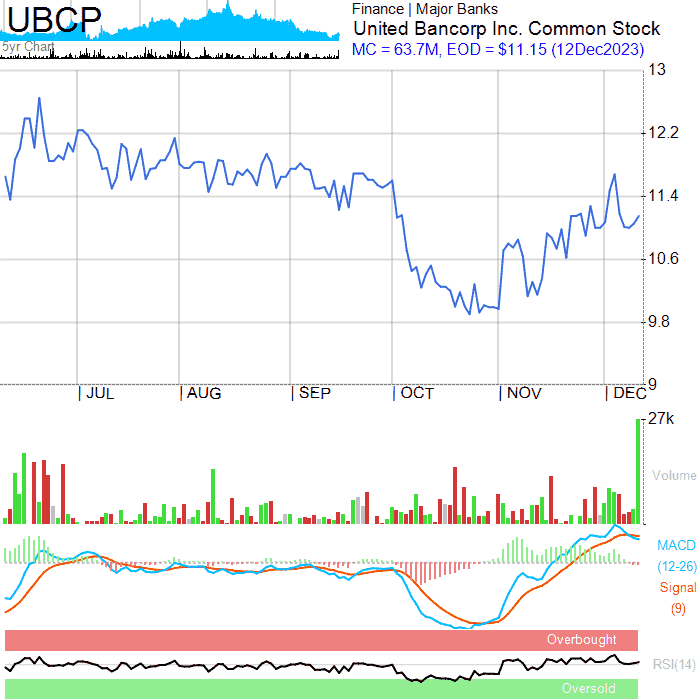 UBCP
5yr Chart
Finance | Major Banks
United Bancorp Inc. Common Stock
MC = 63.7M, EOD = $11.15 (12Dec2023)
13
12.2
11.4
10.6
9.8
9
| JUL | AUG | SEP | OCT | NOV | DEC
27k
Volume
MACD
(12-26)
Signal
(9)
Overbought
RSI(14)
Oversold